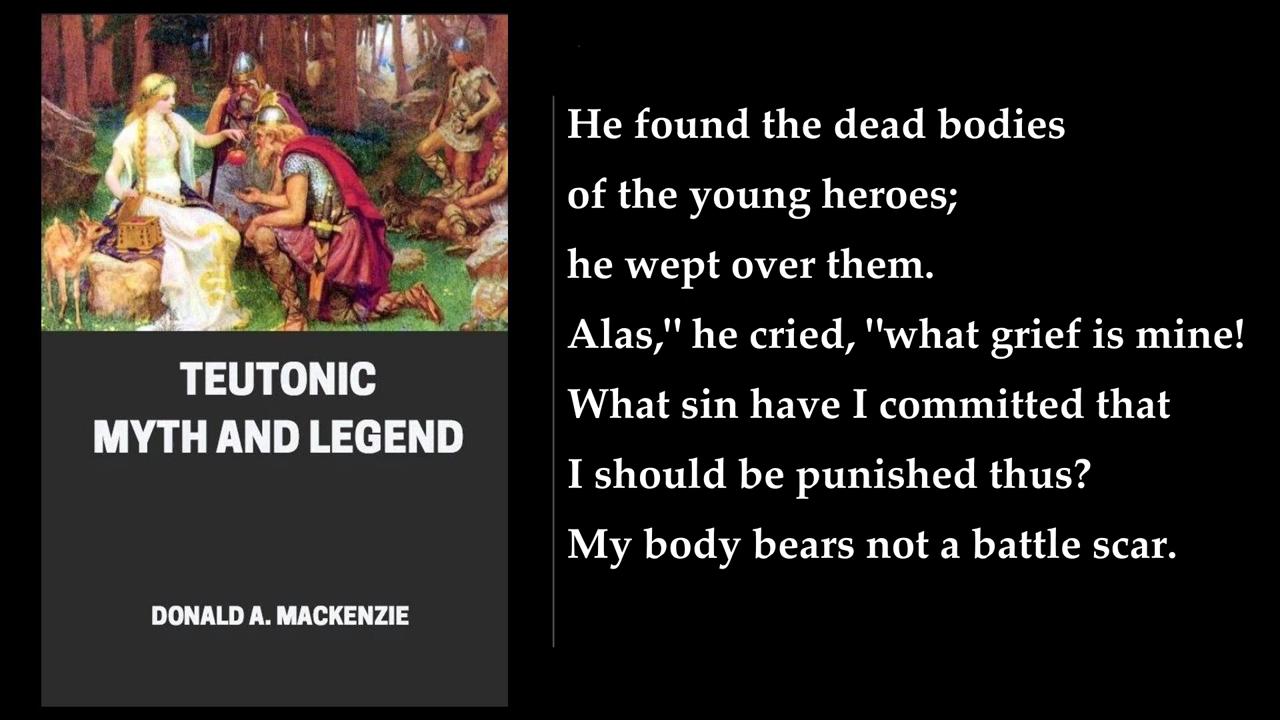 TEUTONIC
MYTH AND LEGEND
DONALD A. MACKENZIE
He found the dead bodies
of the young heroes;
he wept over them.
Alas," he cried, "what grief is mine!
What sin have I committed that
I should be punished thus?
My body bears not a battle scar.